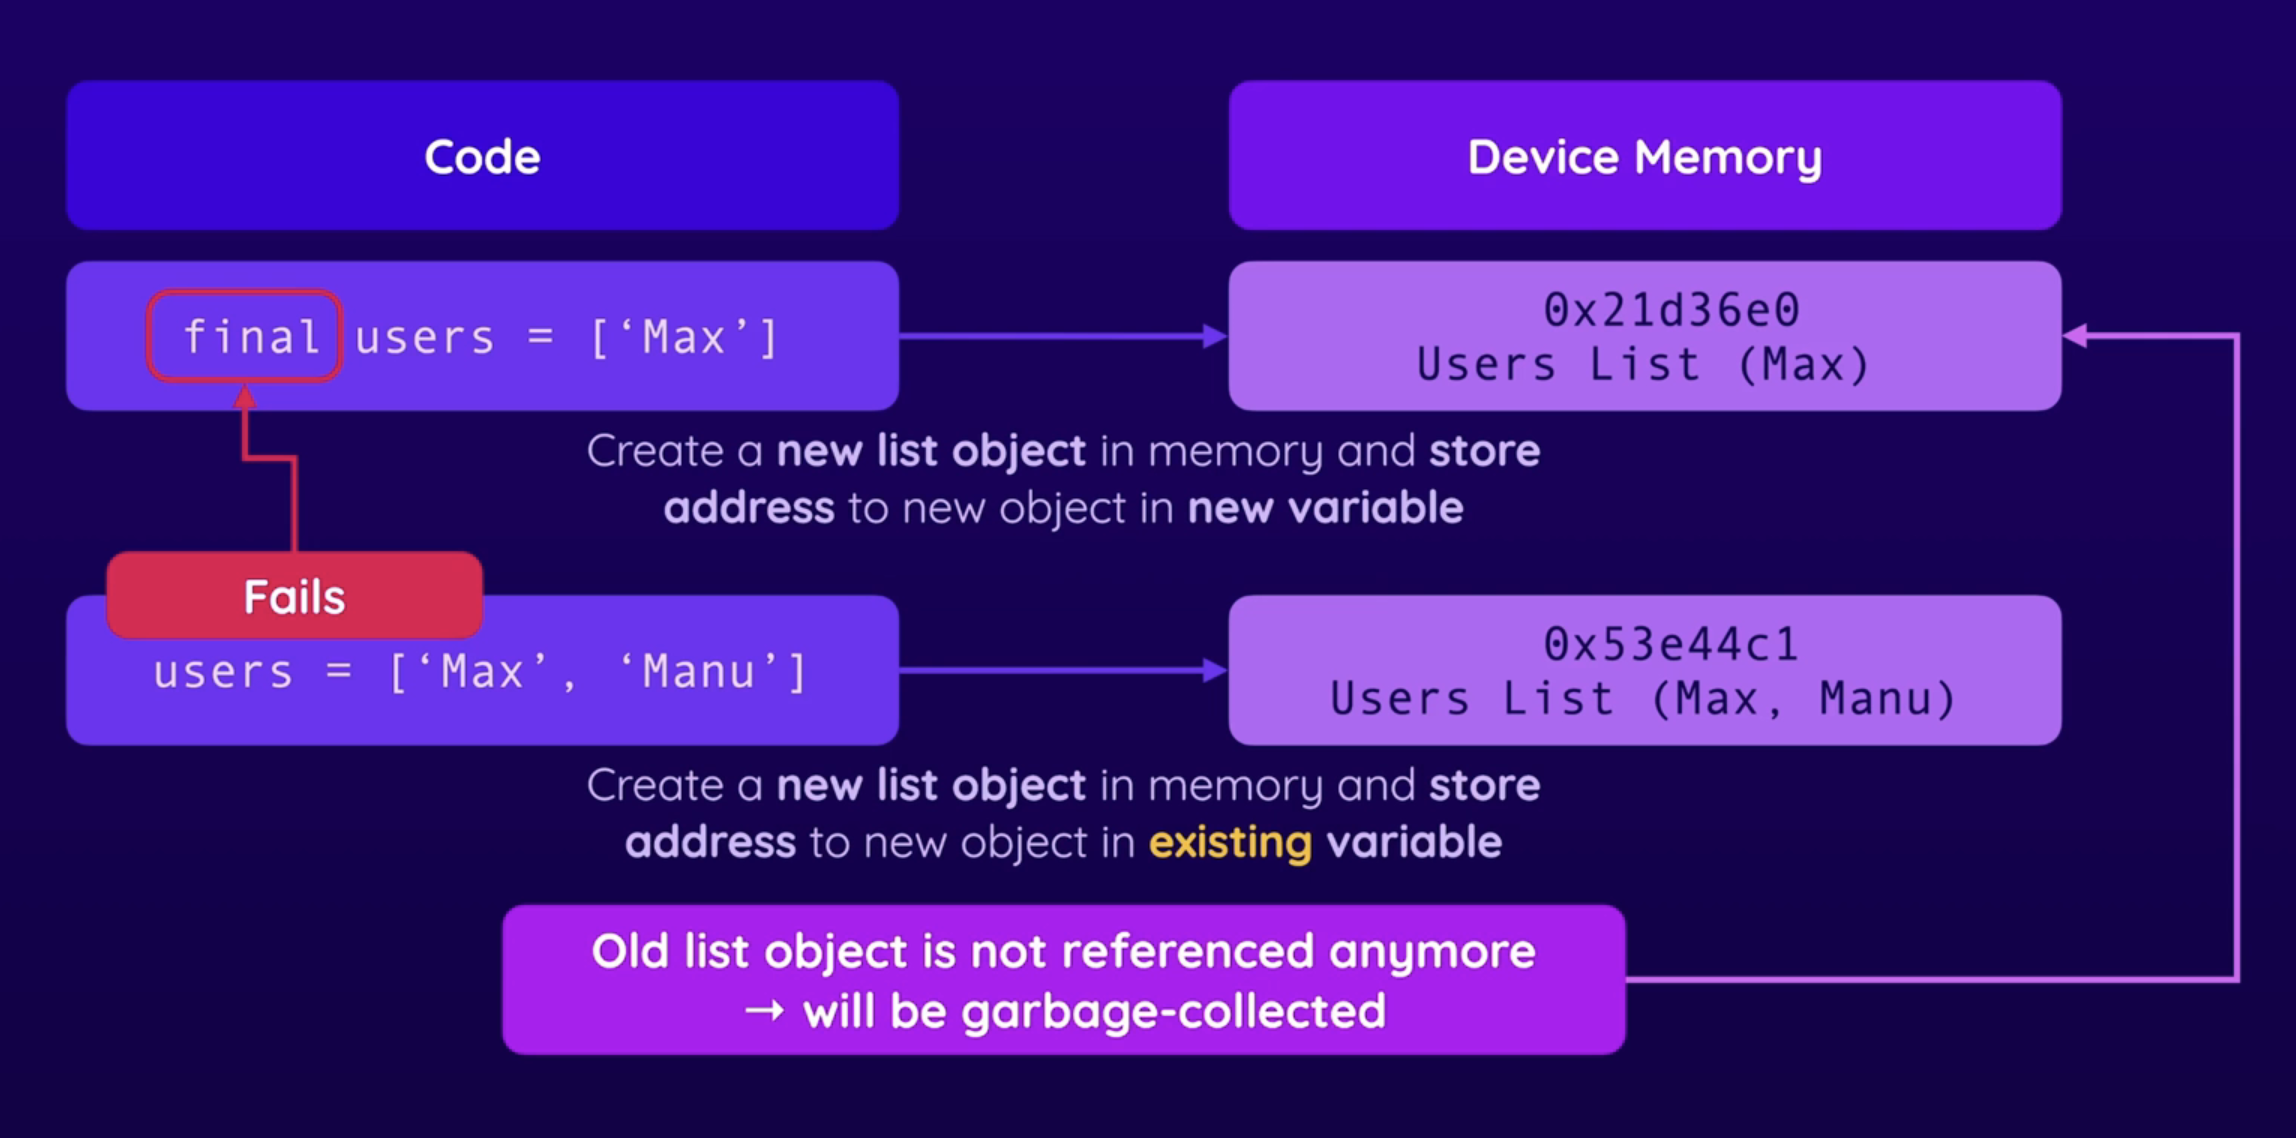 Code
Device Memory
final users = [‘Max’]
0x21d36e0
Users List (Max)
Create a new list object in memory and store
address to new object in new variable
Fails
users = [‘Max’, ‘Manu’]
0x53e44c1
Users List (Max, Manu)
Create a new list object in memory and store
address to new object in existing variable
Old list object is not referenced anymore
→ will be garbage-collected